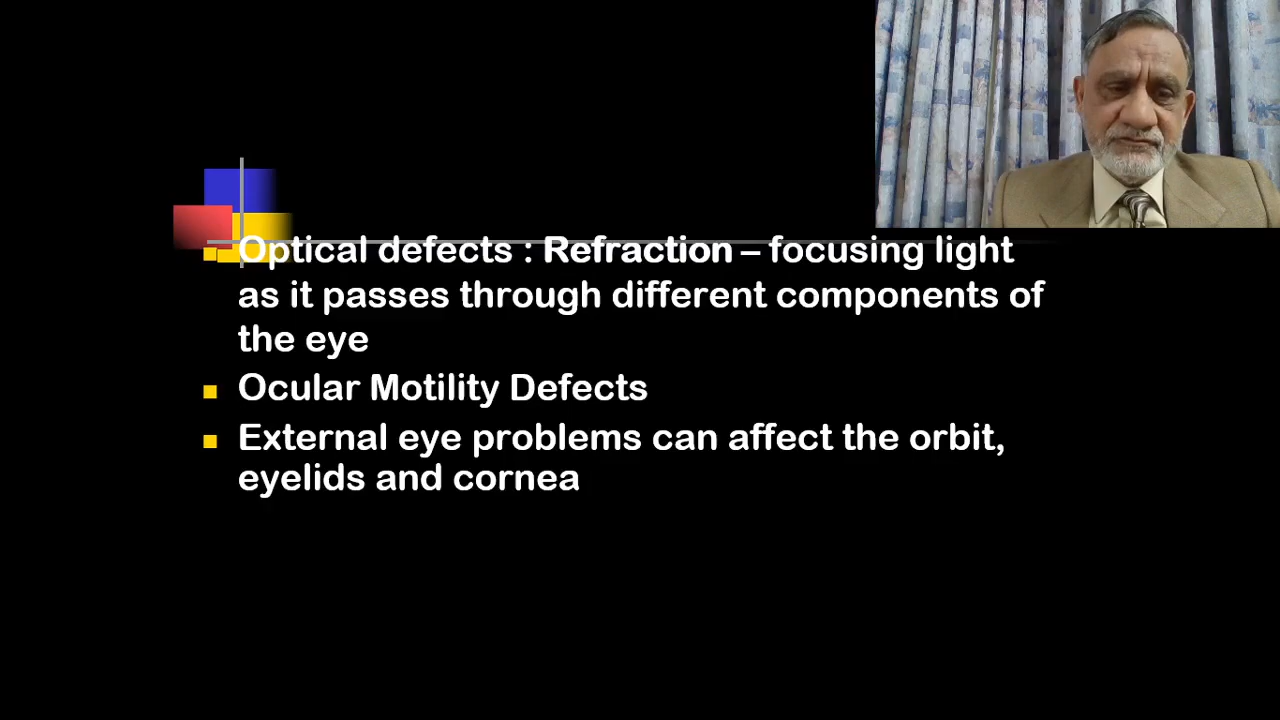 Optical defects : Refraction – focusing light
as it passes through different components of
the eye
Ocular Motility Defects
External eye problems can affect the orbit,
eyelids and cornea